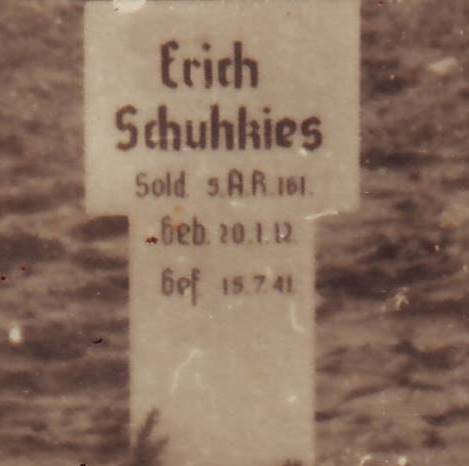 Erich
Schuhkies
Sold. 5.A.R.161.
Geb. 20.1.12.
Gef. 15.7.41.